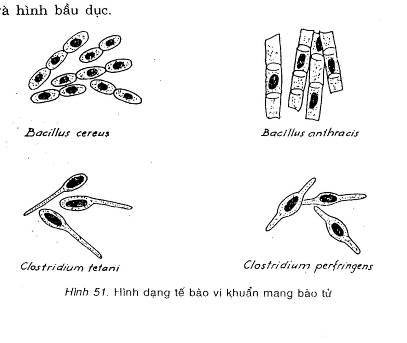 và hình bầu dục.
Bacillus cereus
Bacillus anthracis
Clostridium tetani
Clostridium perfringens
Hình 51. Hình dạng tế bào vi khuẩn mang bào tử